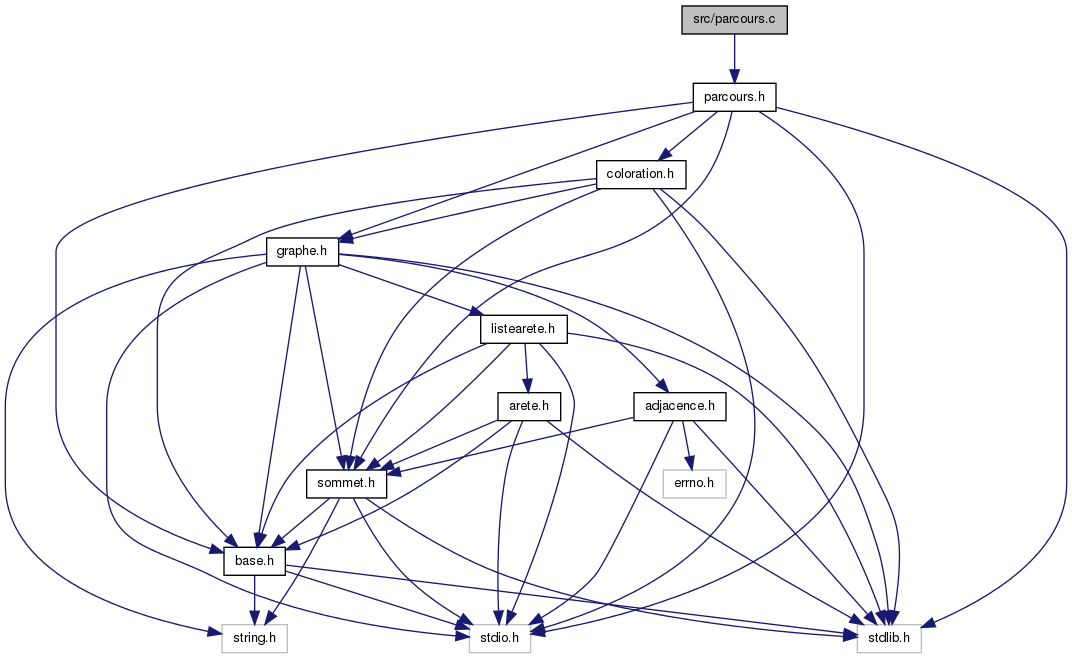 src/parcours.c
parcours.h
coloration.h
graphe.h
listearete.h
arete.h
adjacence.h
sommet.h
errno.h
base.h
string.h
stdio.h
stdlib.h